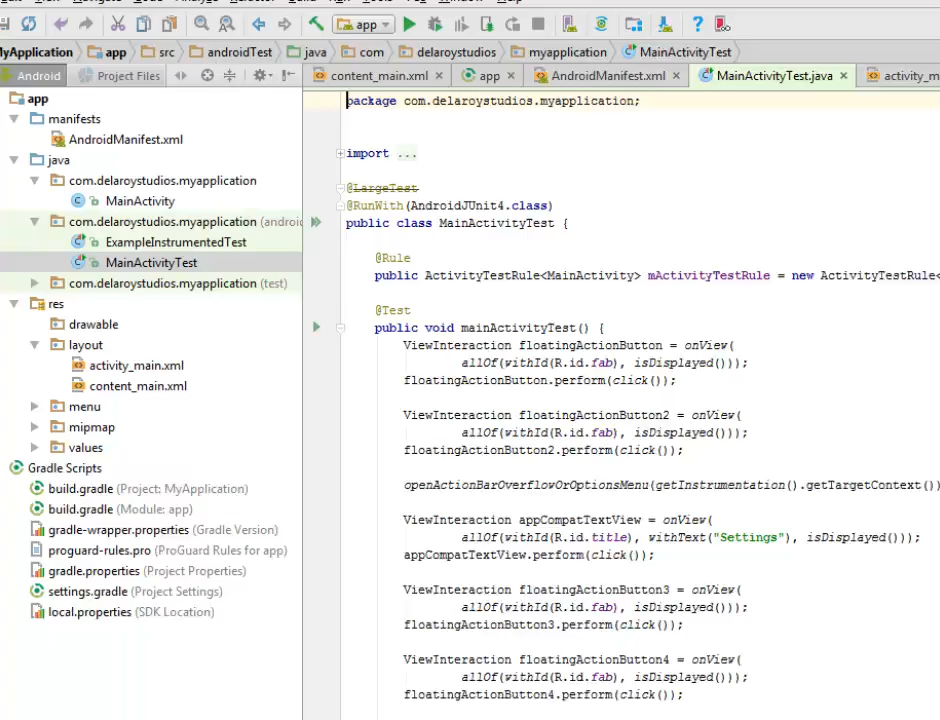 app
MyApplication app src androidTest java com delaroystudios myapplication MainActivityTest
Android Project Files
content_main.xml app AndroidManifest.xml MainActivityTest.java activity_m
app
manifests
AndroidManifest.xml
java
com.delaroystudios.myapplication
MainActivity
com.delaroystudios.myapplication (androi
ExampleInstrumentedTest
MainActivityTest
com.delaroystudios.myapplication (test)
res
drawable
layout
activity_main.xml
content_main.xml
menu
mipmap
values
Gradle Scripts
build.gradle (Project: MyApplication)
build.gradle (Module: app)
gradle-wrapper.properties (Gradle Version)
proguard-rules.pro (ProGuard Rules for app)
gradle.properties (Project Properties)
settings.gradle (Project Settings)
local.properties (SDK Location)
package com.delaroystudios.myapplication;
import ...
@LargeTest
@RunWith(AndroidJUnit4.class)
public class MainActivityTest {
@Rule
public ActivityTestRule<MainActivity> mActivityTestRule = new ActivityTestRule<
@Test
public void mainActivityTest() {
ViewInteraction floatingActionButton = onView(
allOf(withId(R.id.fab), isDisplayed()));
floatingActionButton.perform(click());
ViewInteraction floatingActionButton2 = onView(
allOf(withId(R.id.fab), isDisplayed()));
floatingActionButton2.perform(click());
openActionBarOverflowOrOptionsMenu(getInstrumentation().getTargetContext())
ViewInteraction appCompatTextView = onView(
allOf(withId(R.id.title), withText("Settings"), isDisplayed()));
appCompatTextView.perform(click());
ViewInteraction floatingActionButton3 = onView(
allOf(withId(R.id.fab), isDisplayed()));
floatingActionButton3.perform(click());
ViewInteraction floatingActionButton4 = onView(
allOf(withId(R.id.fab), isDisplayed()));
floatingActionButton4.perform(click());